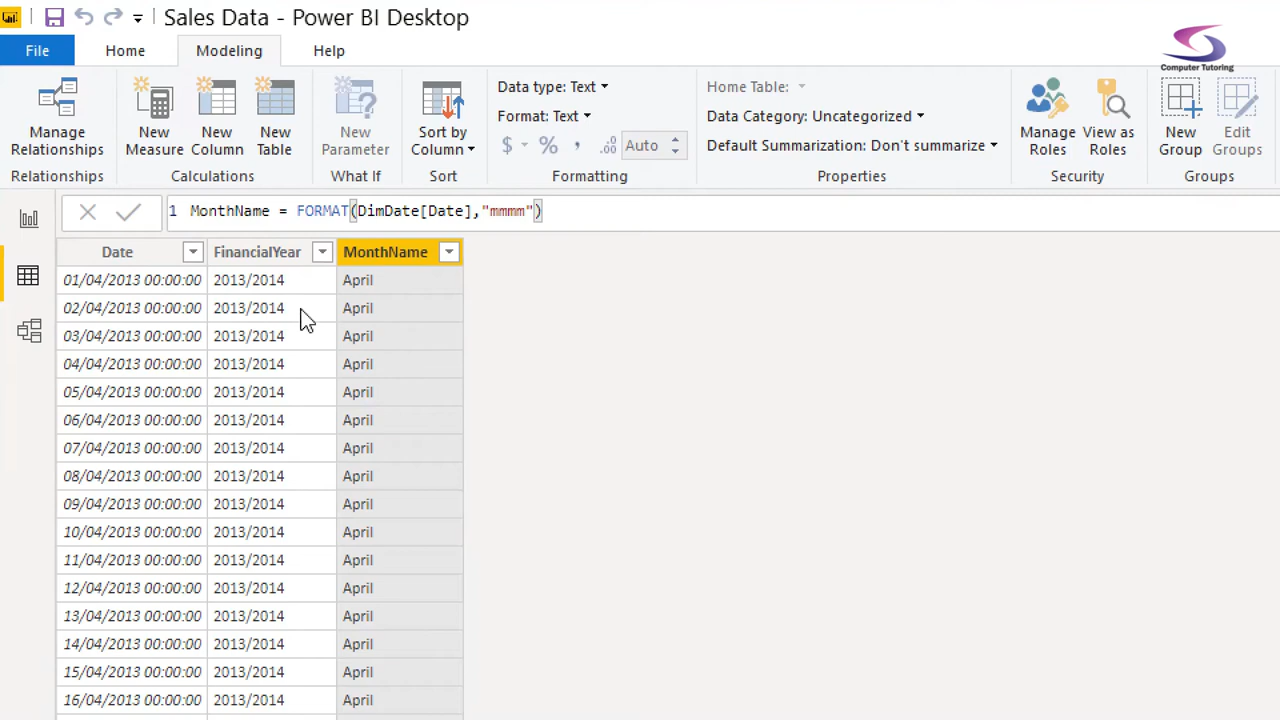 Sales Data - Power BI Desktop
Computer Tutoring
File Home Modeling Help
Data type: Text Home Table:
Format: Text Data Category: Uncategorized
Manage Relationships New Measure New Column New Table New Parameter Sort by Column $ % , .00 Auto Default Summarization: Don't summarize Manage Roles View as Roles New Group Edit Groups
Relationships Calculations What If Sort Formatting Properties Security Groups
1 MonthName = FORMAT(DimDate[Date],"mmmm")
Date FinancialYear MonthName
01/04/2013 00:00:00 2013/2014 April
02/04/2013 00:00:00 2013/2014 April
03/04/2013 00:00:00 2013/2014 April
04/04/2013 00:00:00 2013/2014 April
05/04/2013 00:00:00 2013/2014 April
06/04/2013 00:00:00 2013/2014 April
07/04/2013 00:00:00 2013/2014 April
08/04/2013 00:00:00 2013/2014 April
09/04/2013 00:00:00 2013/2014 April
10/04/2013 00:00:00 2013/2014 April
11/04/2013 00:00:00 2013/2014 April
12/04/2013 00:00:00 2013/2014 April
13/04/2013 00:00:00 2013/2014 April
14/04/2013 00:00:00 2013/2014 April
15/04/2013 00:00:00 2013/2014 April
16/04/2013 00:00:00 2013/2014 April